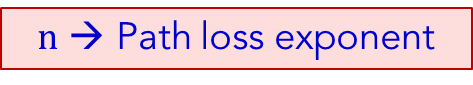 n → Path loss exponent